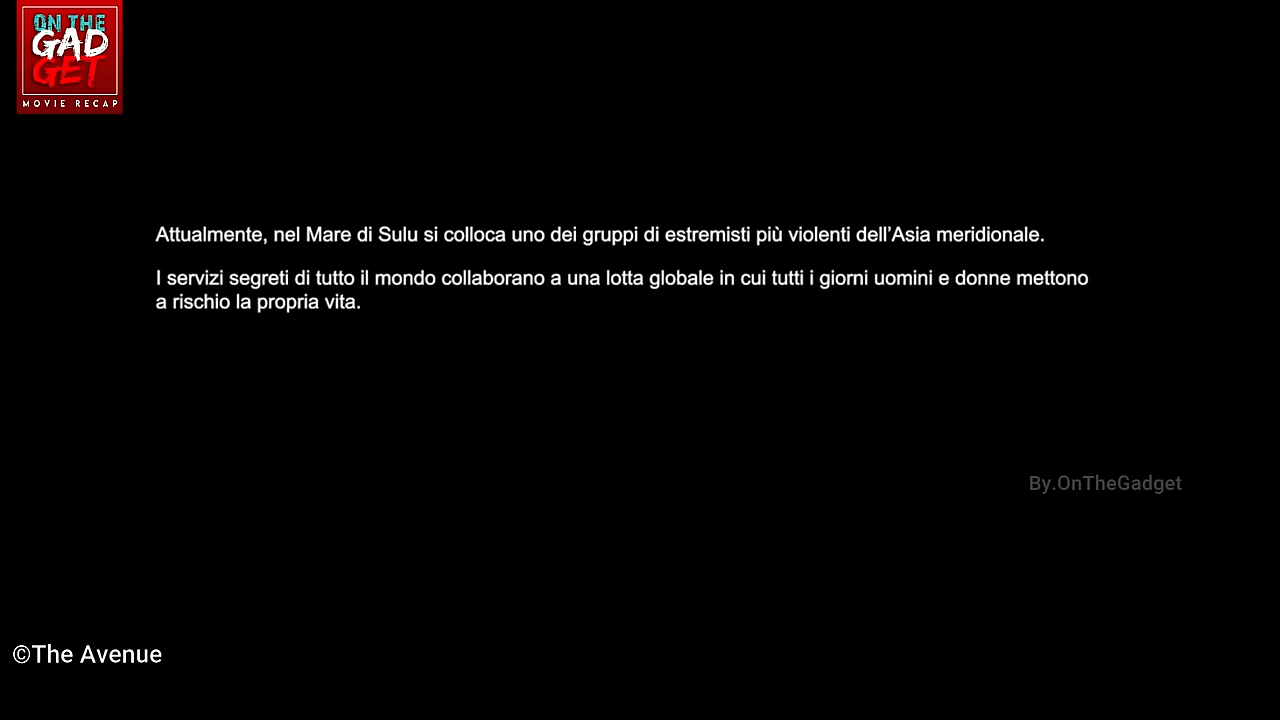 ON THE
GAD
GET
MOVIE RECAP
Attualmente, nel Mare di Sulu si colloca uno dei gruppi di estremisti più violenti dell'Asia meridionale.
I servizi segreti di tutto il mondo collaborano a una lotta globale in cui tutti i giorni uomini e donne mettono
a rischio la propria vita.
By.OnTheGadget
©The Avenue